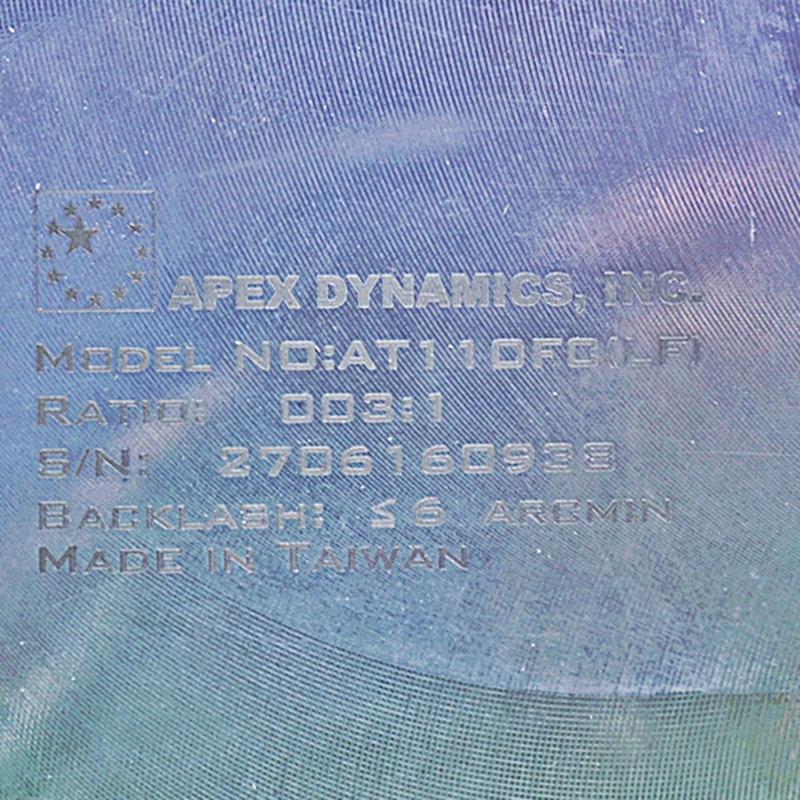 APEX DYNAMICS, INC.
MODEL NO:AT110FC(LF)
RATIO: 003:1
S/N: 2706160938
BACKLASH: ≤6 ARCMIN
MADE IN TAIWAN